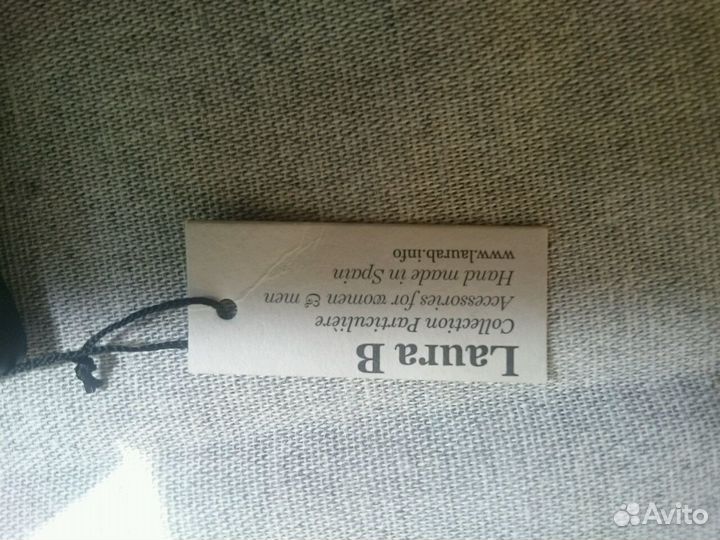 Laura B
Collection Particulière
Accessories for women & men
Hand made in Spain
www.laurab.info
Avito